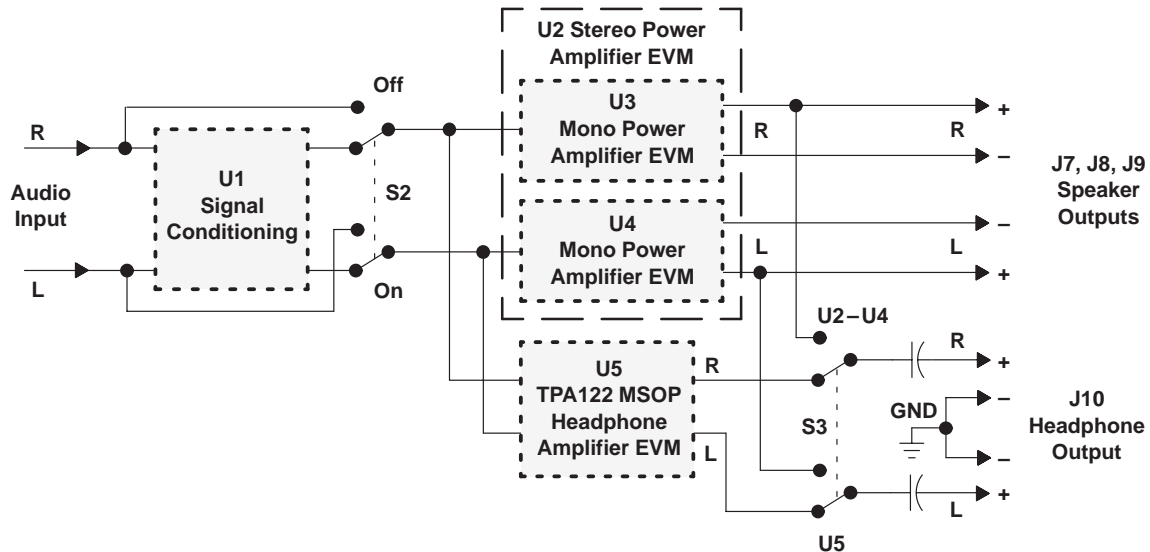 U2 Stereo Power
Amplifier EVM
Off
U3
Mono Power
Amplifier EVM
R
R
+
R
–
Audio
Input
U1
Signal
Conditioning
S2
J7, J8, J9
Speaker
Outputs
U4
Mono Power
Amplifier EVM
L
L
–
+
L
On
U2–U4
U5
TPA122 MSOP
Headphone
Amplifier EVM
R
L
S3
R
+
GND
–
–
J10
Headphone
Output
L
+
U5